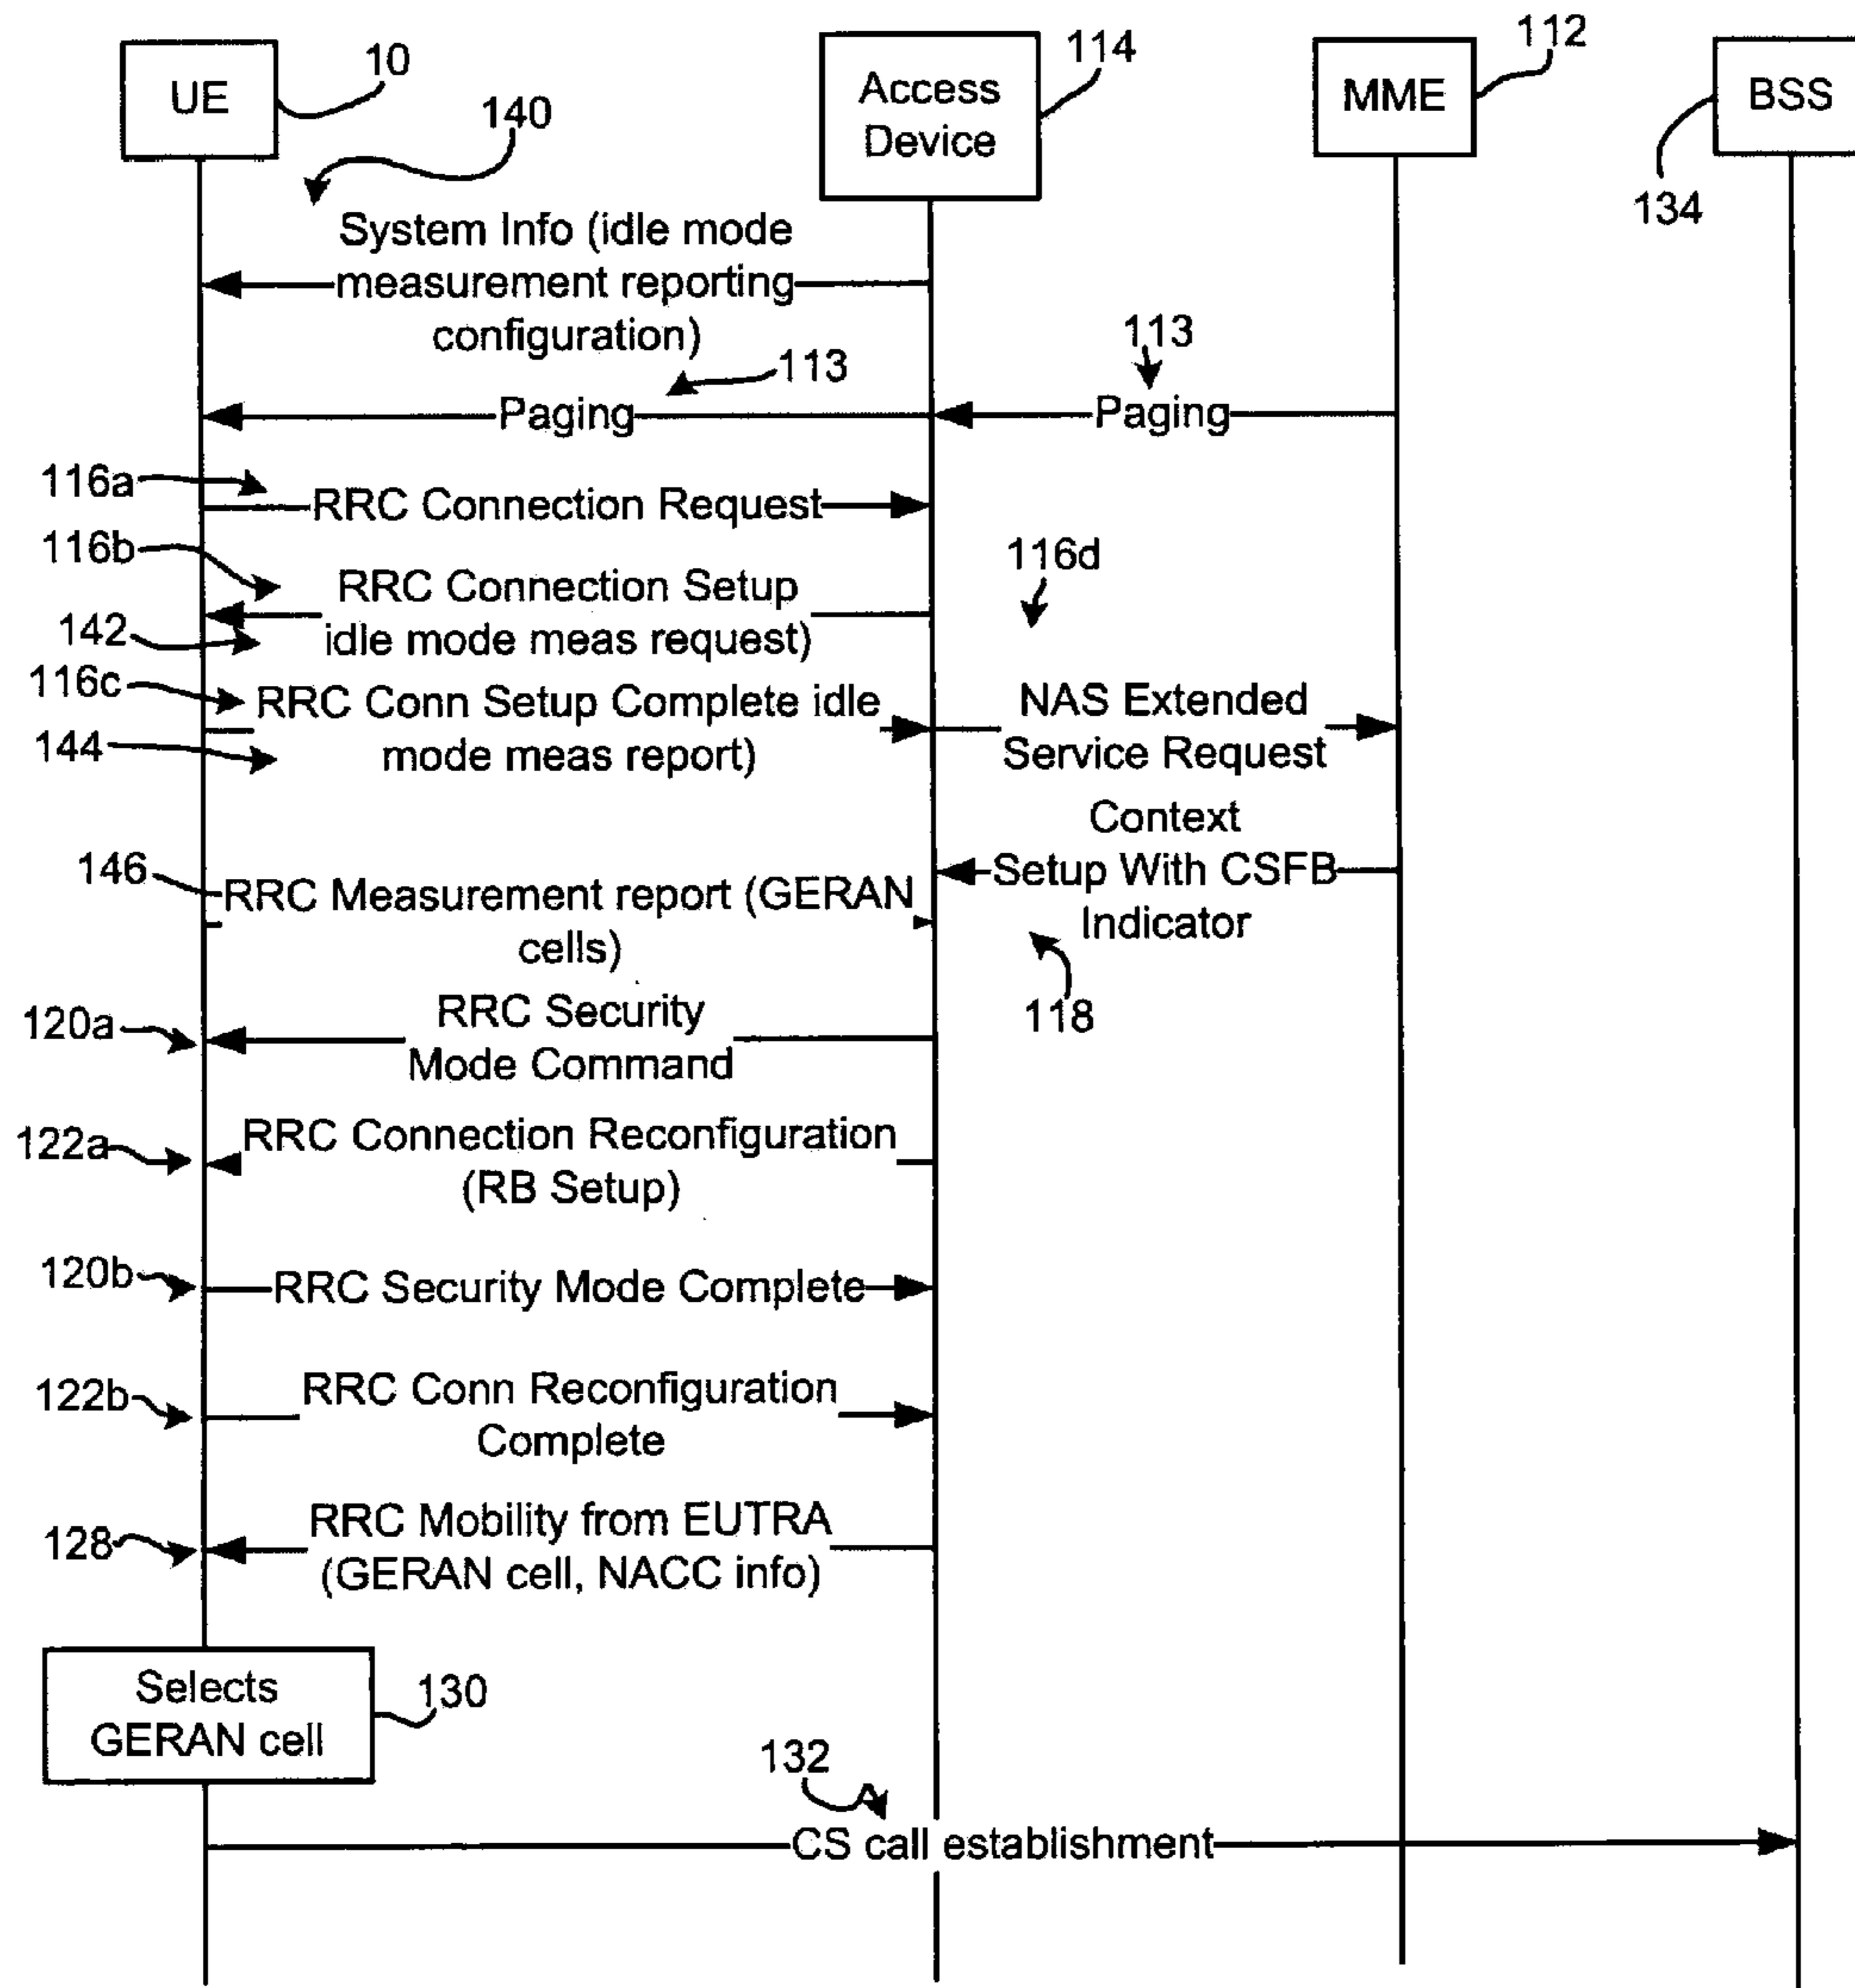 UE
10
Access
Device
114
MME
112
BSS
134
140
System Info (idle mode
measurement reporting
configuration)
113
Paging
113
Paging
116a
RRC Connection Request
116b
RRC Connection Setup
142
idle mode meas request)
116d
116c
RRC Conn Setup Complete idle
144
mode meas report)
NAS Extended
Service Request
Context
Setup With CSFB
Indicator
118
146
RRC Measurement report (GERAN
cells)
120a
RRC Security
Mode Command
122a
RRC Connection Reconfiguration
(RB Setup)
120b
RRC Security Mode Complete
122b
RRC Conn Reconfiguration
Complete
128
RRC Mobility from EUTRA
(GERAN cell, NACC info)
Selects
GERAN cell
130
132
CS call establishment